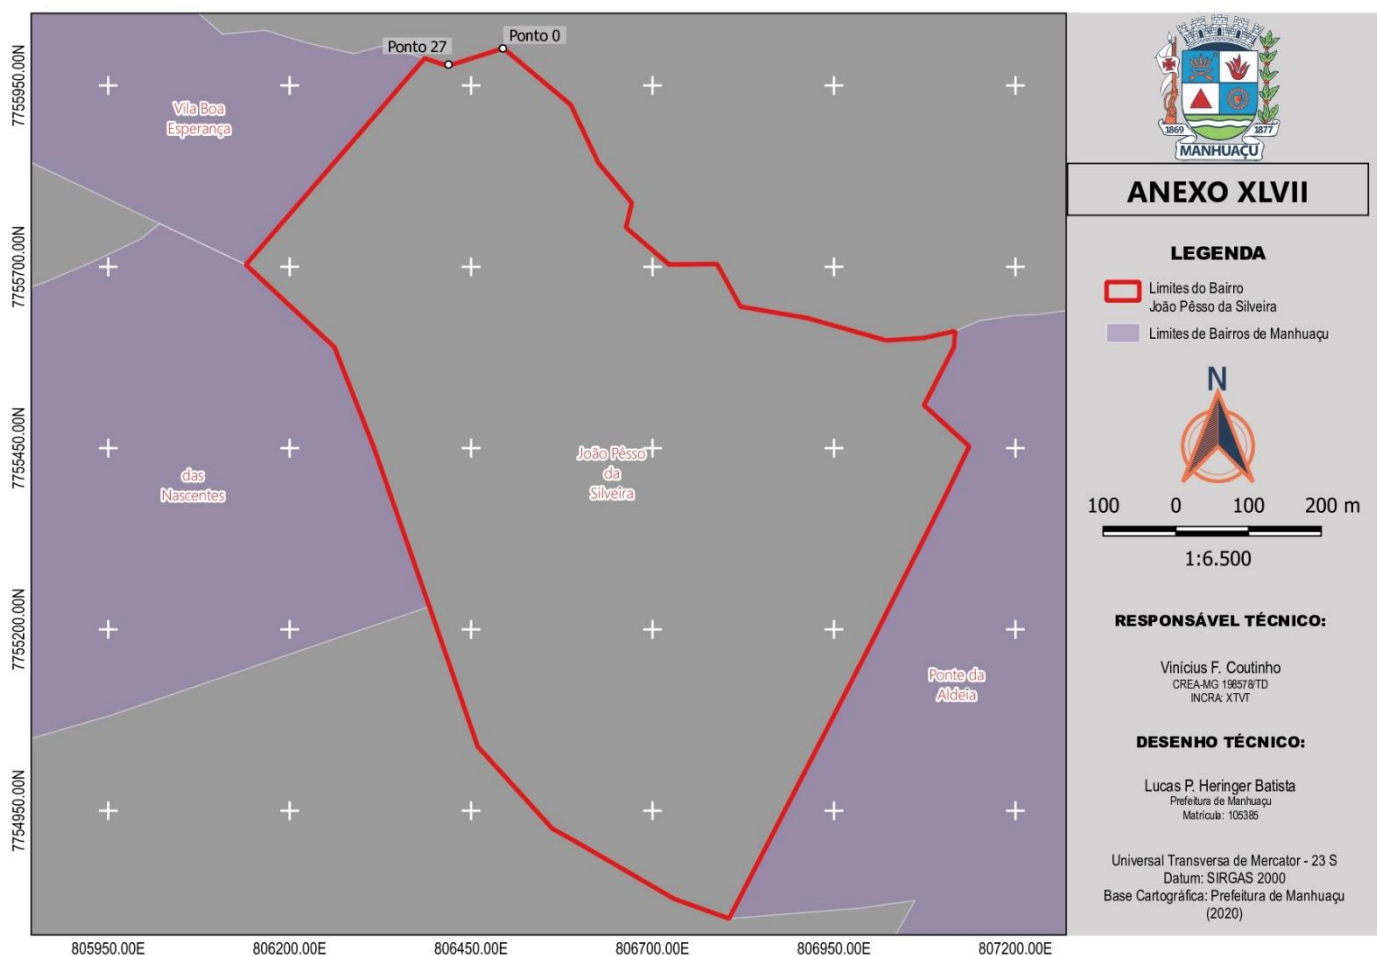 Ponto 27
Ponto 0
Vila Boa
Esperança
das
Nascentes
João Pêsso
da
Silveira
Ponte da
Aldeia
7755950.00N
7755700.00N
7755450.00N
7755200.00N
7754950.00N
805950.00E
806200.00E
806450.00E
806700.00E
806950.00E
807200.00E
1869
1877
MANHUAÇU
ANEXO XLVII
LEGENDA
Limites do Bairro
João Pêsso da Silveira
Limites de Bairros de Manhuaçu
N
100 0 100 200 m
1:6.500
RESPONSÁVEL TÉCNICO:
Vinícius F. Coutinho
CREA-MG 198578/TD
INCRA: XTVT
DESENHO TÉCNICO:
Lucas P. Heringer Batista
Prefeitura de Manhuaçu
Matrícula: 105385
Universal Transversa de Mercator - 23 S
Datum: SIRGAS 2000
Base Cartográfica: Prefeitura de Manhuaçu
(2020)